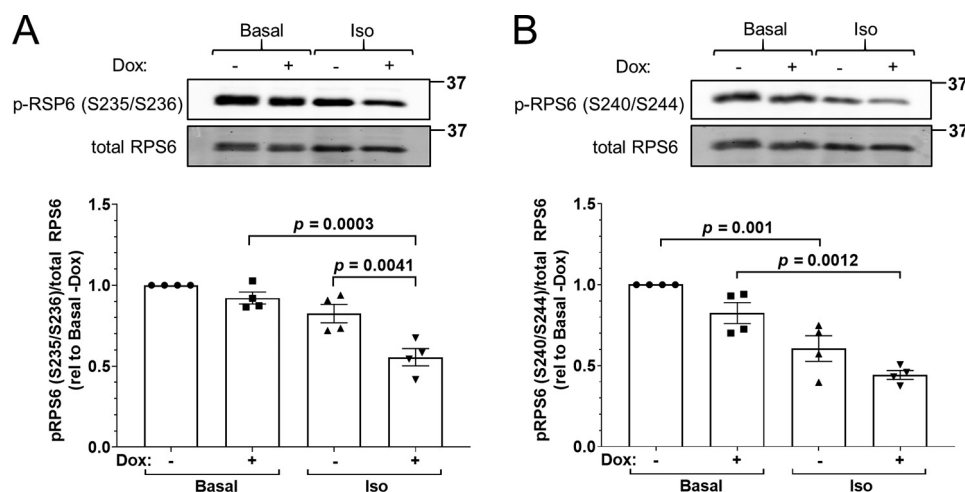 A
Basal Iso
Dox: - + - +
37
p-RSP6 (S235/S236)
37
total RPS6
1.5
1.0
0.5
0.0
pRPS6 (S235/S236)/total RPS6
(rel to Basal -Dox)
p = 0.0003
p = 0.0041
Dox: - + - +
Basal Iso
B
Basal Iso
Dox: - + - +
37
p-RPS6 (S240/S244)
37
total RPS6
1.5
1.0
0.5
0.0
pRPS6 (S240/S244)/total RPS6
(rel to Basal -Dox)
p = 0.001
p = 0.0012
Dox: - + - +
Basal Iso